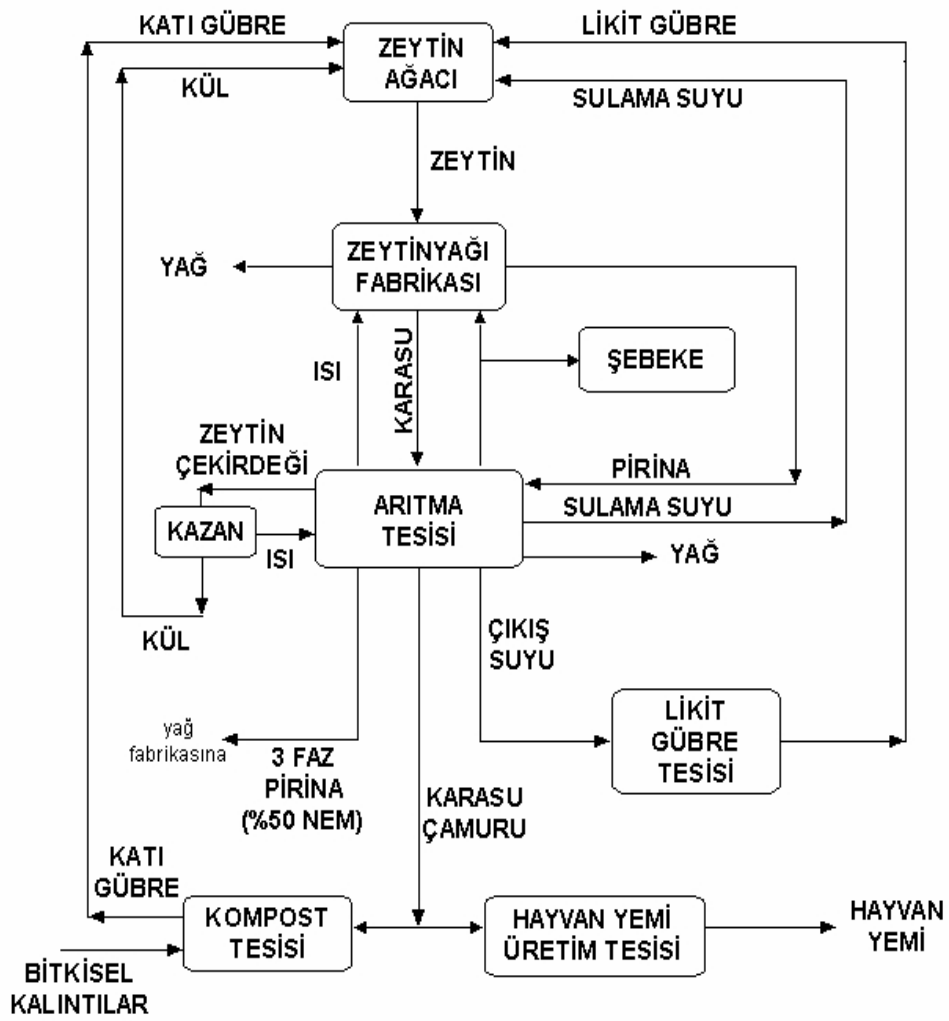 KATI GÜBRE
LİKİT GÜBRE
ZEYTİN
AĞACI
KÜL
SULAMA SUYU
ZEYTİN
ZEYTİNYAĞI
FABRİKASI
YAĞ
ISI
KARASU
ŞEBEKE
ZEYTİN
ÇEKİRDEĞİ
PİRİNA
ARITMA
TESİSİ
SULAMA SUYU
KAZAN
ISI
YAĞ
KÜL
ÇIKIŞ
SUYU
LİKİT
GÜBRE
TESİSİ
yağ
fabrikasına
3 FAZ
PİRİNA
(%50 NEM)
KARASU
ÇAMURU
KATI
GÜBRE
KOMPOST
TESİSİ
HAYVAN YEMİ
ÜRETİM TESİSİ
HAYVAN
YEMİ
BİTKİSEL
KALINTILAR